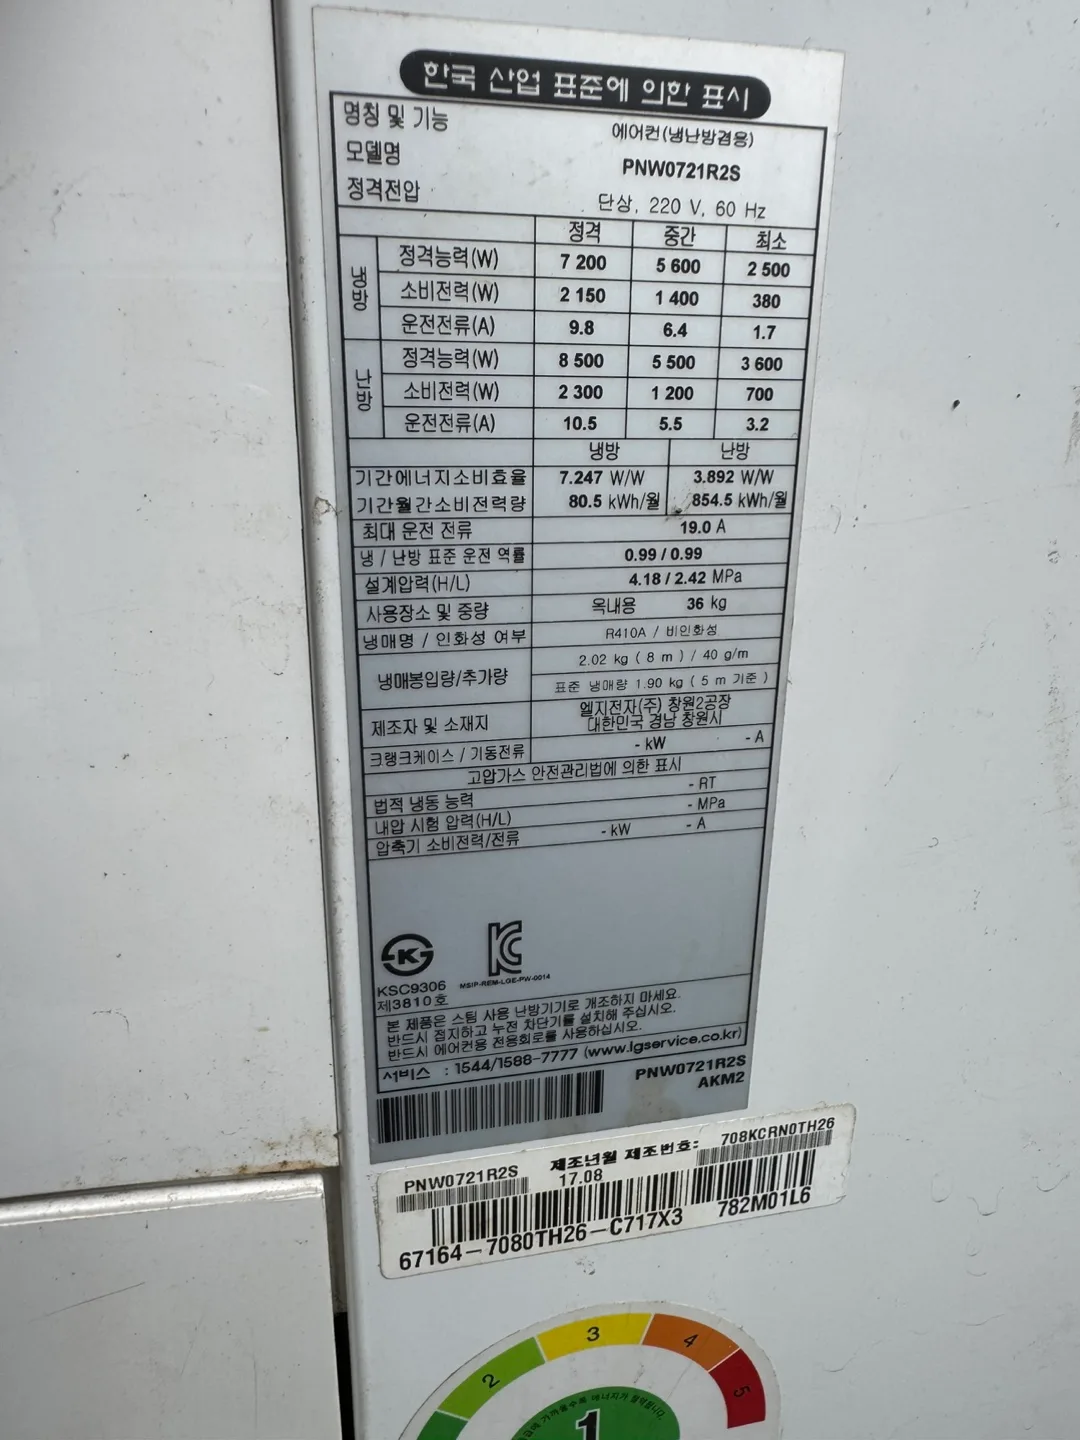 한국 산업 표준에 의한 표시
명칭 및 기능 에어컨(냉난방겸용)
모델명 PNW0721R2S
정격전압 단상, 220 V, 60 Hz
정격 중간 최소
냉방 정격능력(W) 7 200 5 600 2 500
소비전력(W) 2 150 1 400 380
운전전류(A) 9.8 6.4 1.7
난방 정격능력(W) 8 500 5 500 3 600
소비전력(W) 2 300 1 200 700
운전전류(A) 10.5 5.5 3.2
냉방 난방
기간에너지소비효율 7.247 W/W 3.892 W/W
기간월간소비전력량 80.5 kWh/월 854.5 kWh/월
최대 운전 전류 19.0 A
냉 / 난방 표준 운전 역률 0.99 / 0.99
설계압력(H/L) 4.18 / 2.42 MPa
사용장소 및 중량 옥내용 36 kg
냉매명 / 인화성 여부 R410A / 비인화성
냉매봉입량/추가량 2.02 kg ( 8 m ) / 40 g/m
표준 냉매량 1.90 kg ( 5 m 기준 )
제조자 및 소재지 엘지전자(주) 창원2공장
대한민국 경남 창원시
크랭크케이스 / 기동전류 - kW - A
고압가스 안전관리법에 의한 표시
법적 냉동 능력 - RT
내압 시험 압력(H/L) - MPa
압축기 소비전력/전류 - kW - A
KSC9306
제3810호
MSIP-REM-LGE-PW-0014
본 제품은 스팀 사용 난방기기로 개조하지 마세요.
반드시 접지하고 누전 차단기를 설치해 주십시오.
반드시 에어컨용 전용회로를 사용하십시오.
서비스 : 1544/1588-7777 (www.lgservice.co.kr)
PNW0721R2S
AKM2
PNW0721R2S 제조년월 제조번호: 708KCRN0TH26
17.08
67164-7080TH26-C717X3 782M01L6
2 3 4 5
1